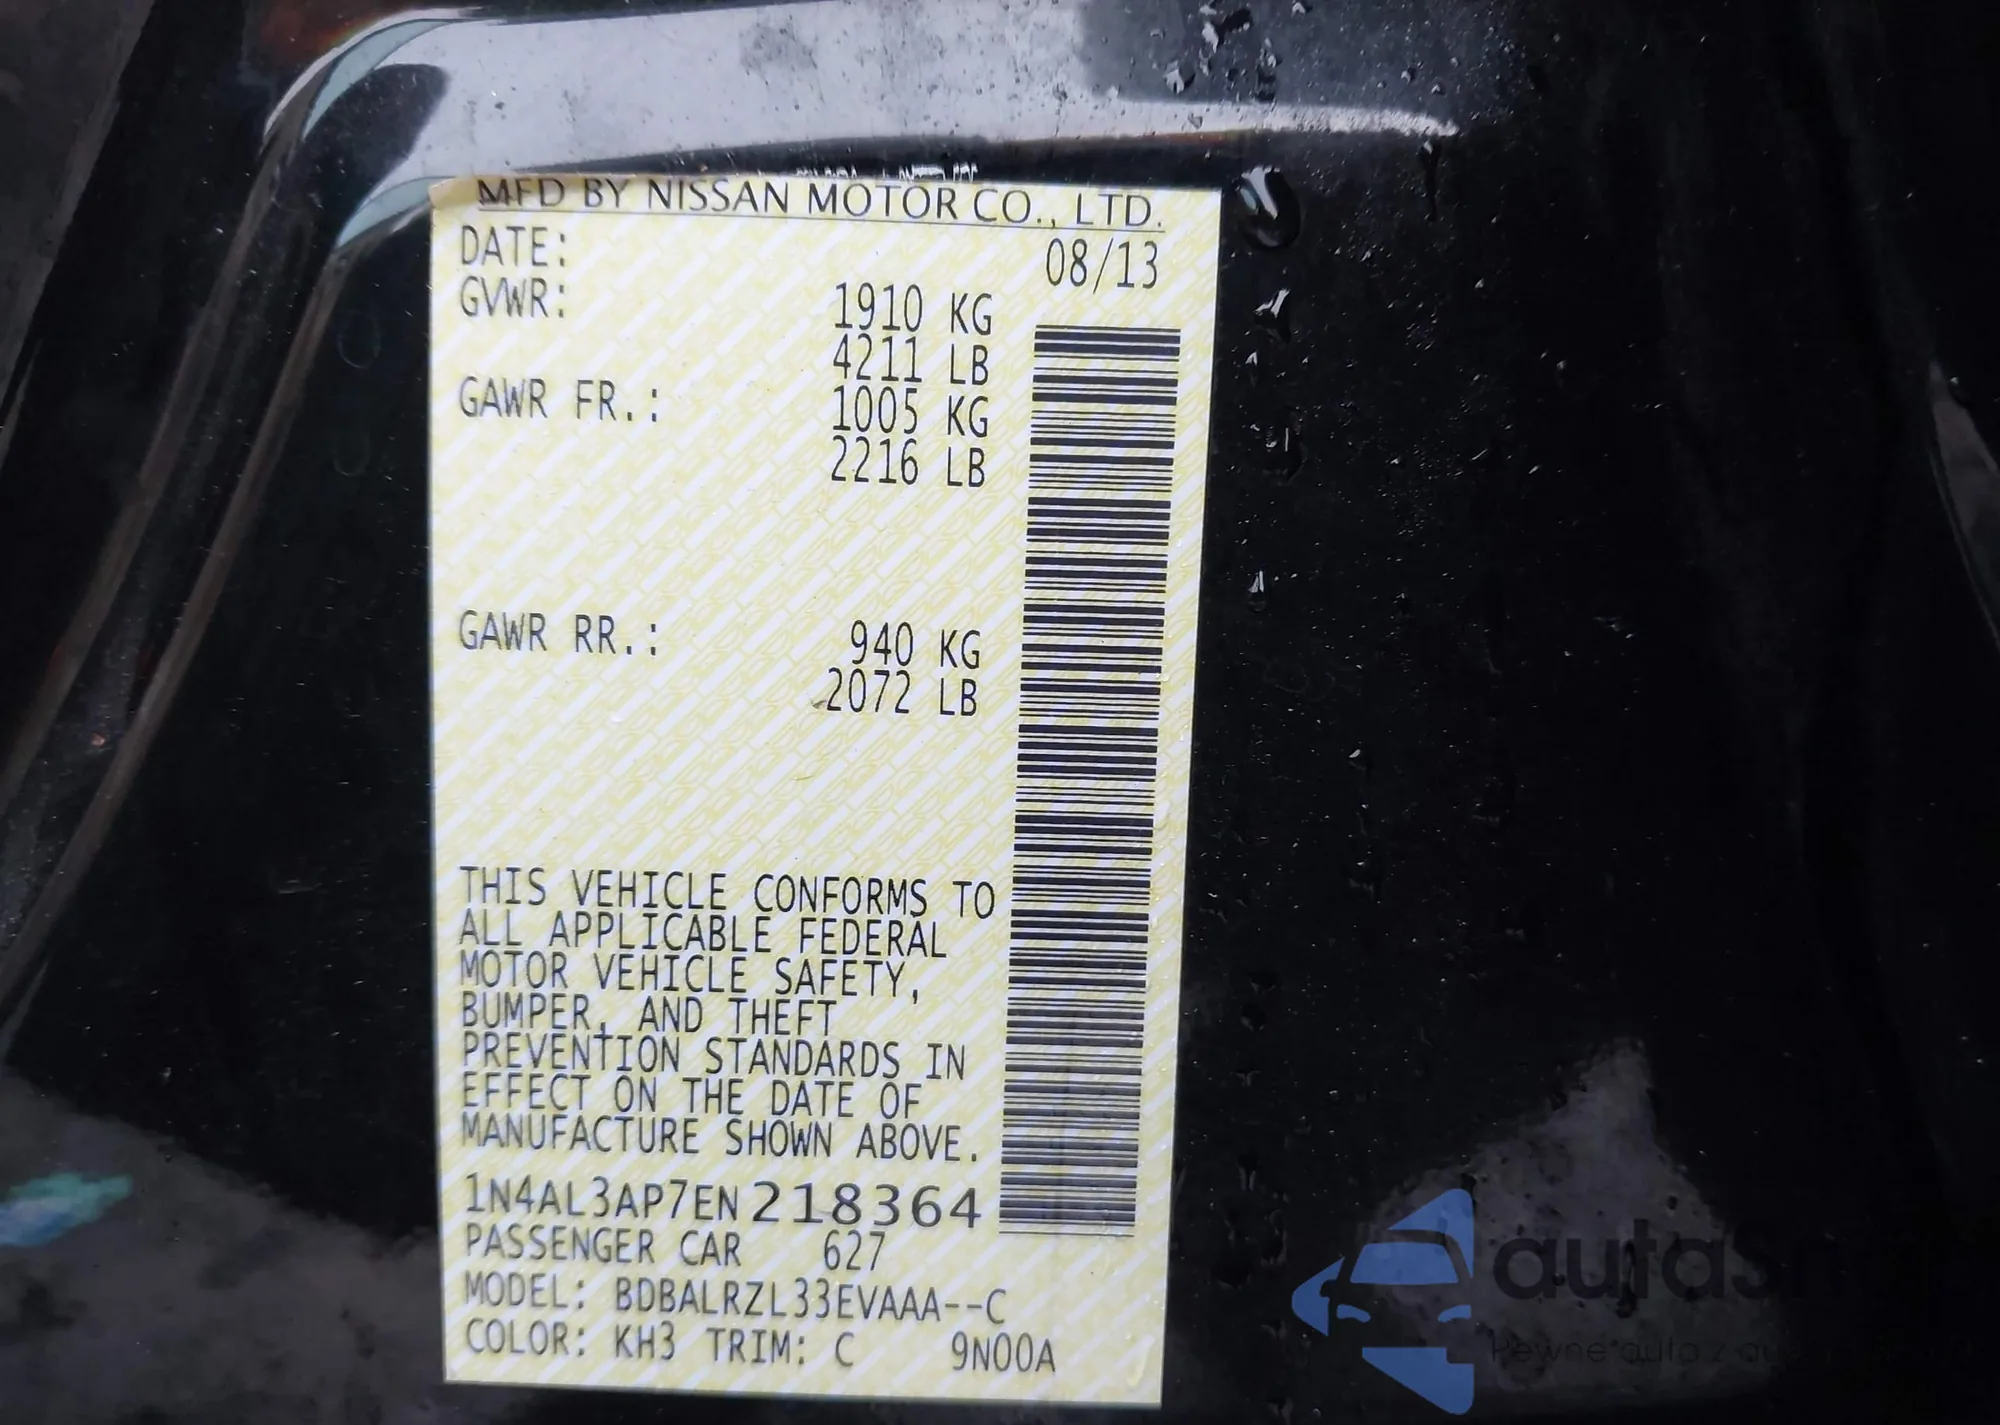 MFD BY NISSAN MOTOR CO., LTD.
DATE: 08/13
GVWR: 1910 KG
4211 LB
GAWR FR.: 1005 KG
2216 LB
GAWR RR.: 940 KG
2072 LB
THIS VEHICLE CONFORMS TO
ALL APPLICABLE FEDERAL
MOTOR VEHICLE SAFETY,
BUMPER, AND THEFT
PREVENTION STANDARDS IN
EFFECT ON THE DATE OF
MANUFACTURE SHOWN ABOVE.
1N4AL3AP7EN218364
PASSENGER CAR 627
MODEL: BDBALRZL33EVAAA--C
COLOR: KH3 TRIM: C 9N00A
Pewne auto z